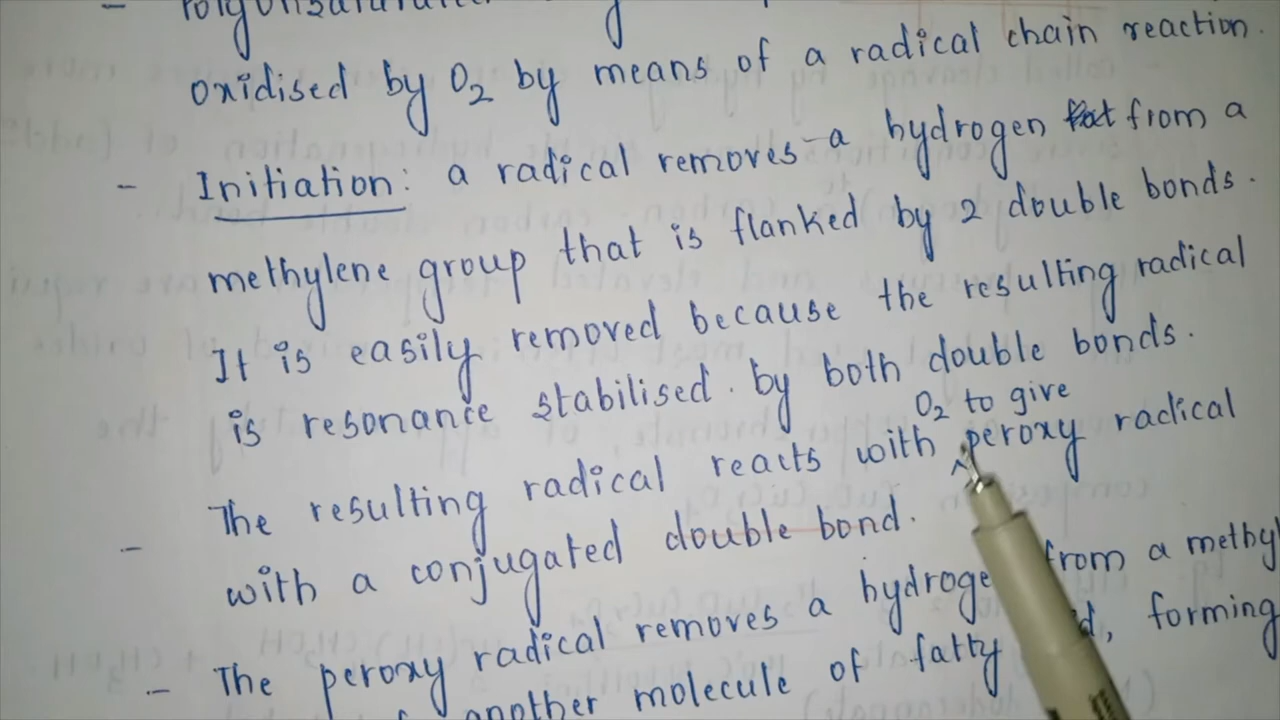 oxidised by O2 by means of a radical chain reaction.
- Initiation: a radical removes a hydrogen from a
methylene group that is flanked by 2 double bonds.
It is easily removed because the resulting radical
is resonance stabilised by both double bonds.
O2 to give
- The resulting radical reacts with ^ peroxy radical
with a conjugated double bond.
- The peroxy radical removes a from a
another molecule of fatty forming